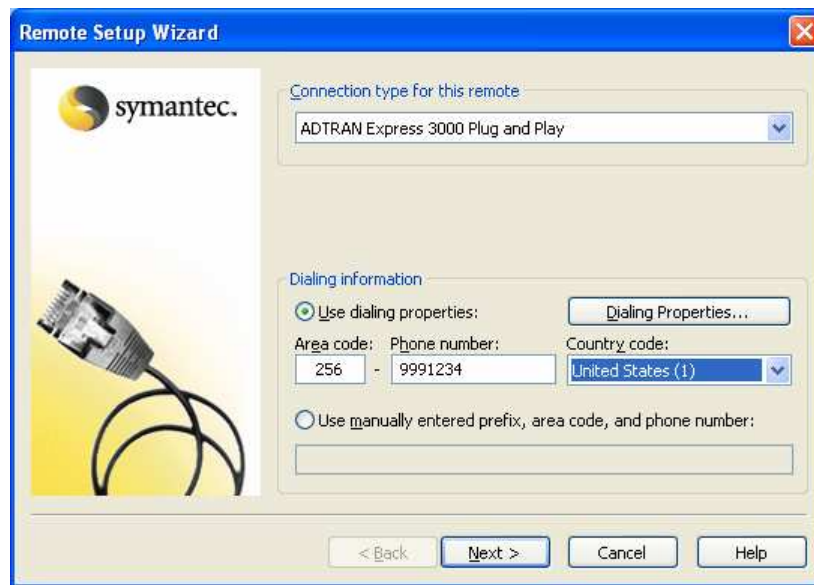 Remote Setup Wizard
symantec.
Connection type for this remote
ADTRAN Express 3000 Plug and Play
Dialing information
Use dialing properties:
Dialing Properties...
Area code: Phone number: Country code:
256 - 9991234 United States (1)
Use manually entered prefix, area code, and phone number:
< Back Next > Cancel Help